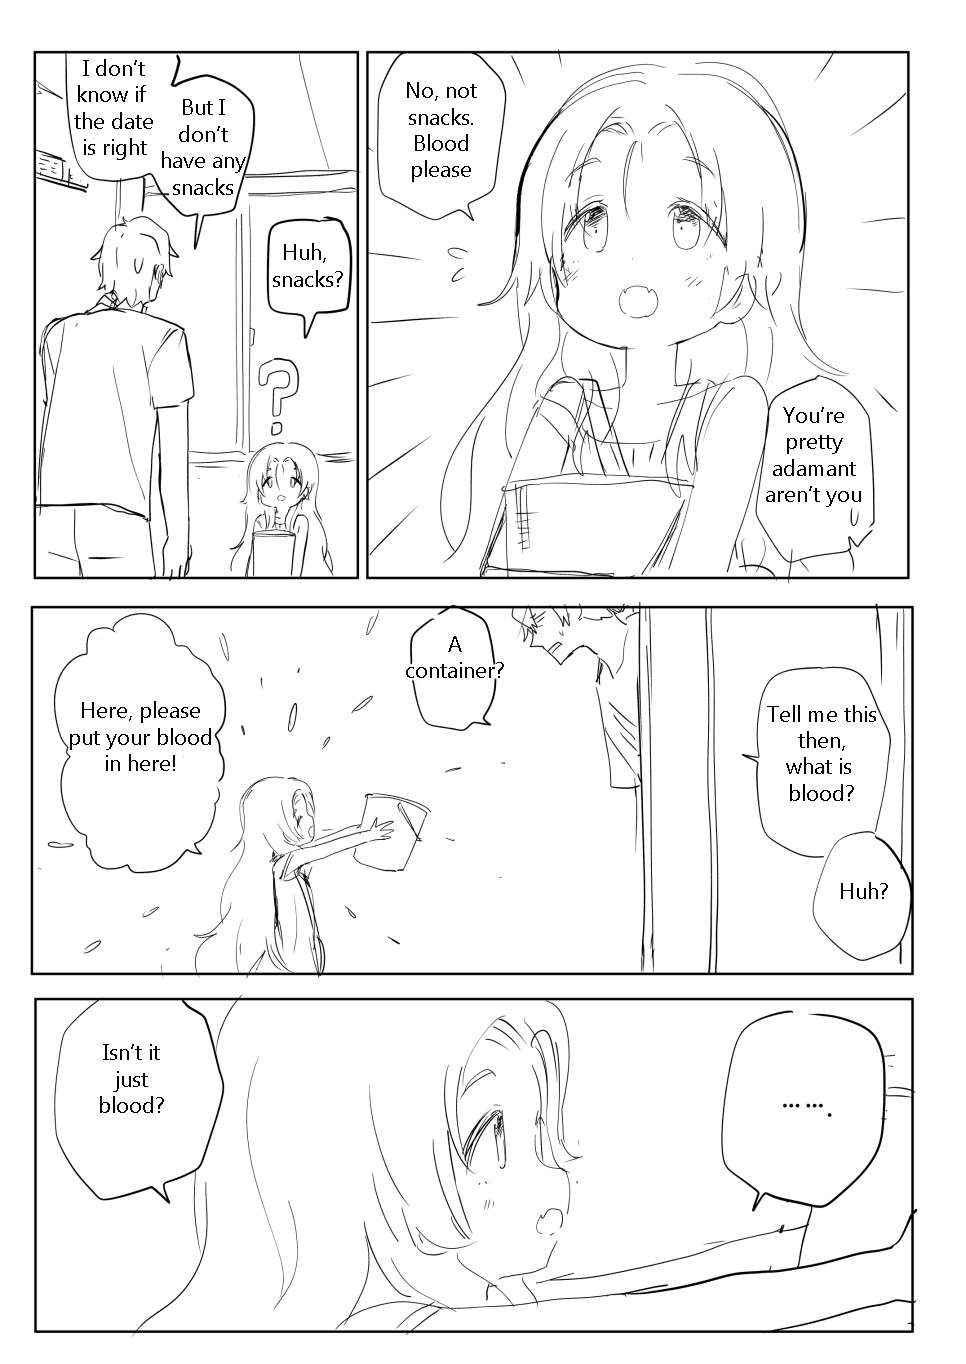 I don't
know if
the date
is right
But I
don't
have any
snacks
Huh,
snacks?
?
No, not
snacks.
Blood
please
You're
pretty
adamant
aren't you
Here, please
put your blood
in here!
A
container?
Tell me this
then,
what is
blood?
Huh?
Isn't it
just
blood?
…….